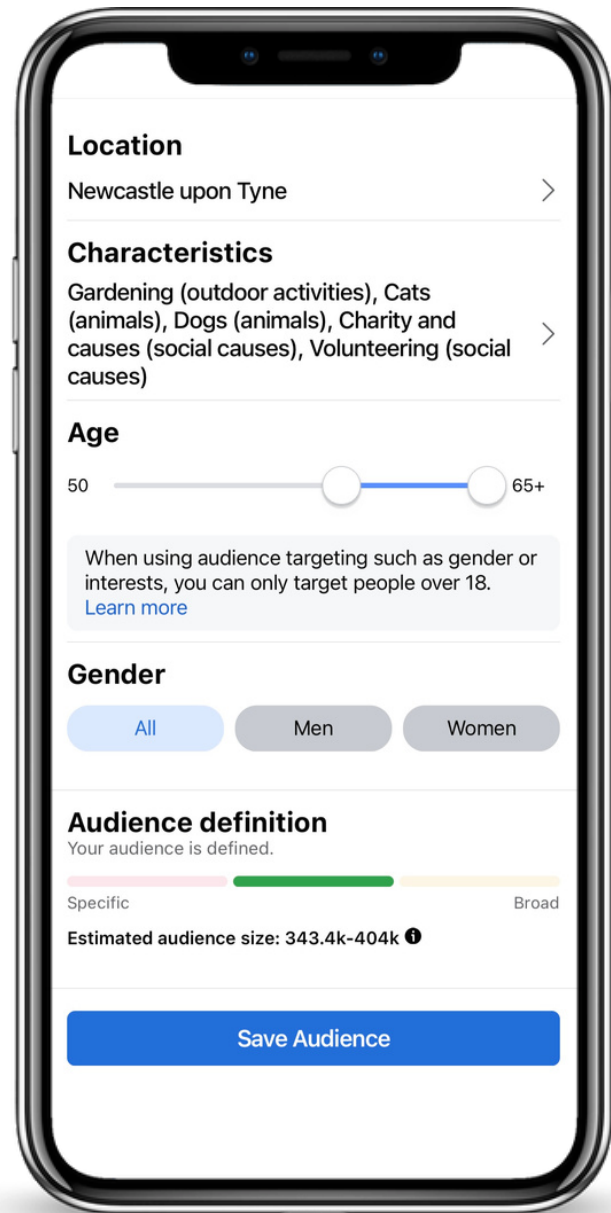 Location
Newcastle upon Tyne
Characteristics
Gardening (outdoor activities), Cats
(animals), Dogs (animals), Charity and
causes (social causes), Volunteering (social
causes)
Age
50 65+
When using audience targeting such as gender or
interests, you can only target people over 18.
Learn more
Gender
All Men Women
Audience definition
Your audience is defined.
Specific Broad
Estimated audience size: 343.4k-404k
Save Audience